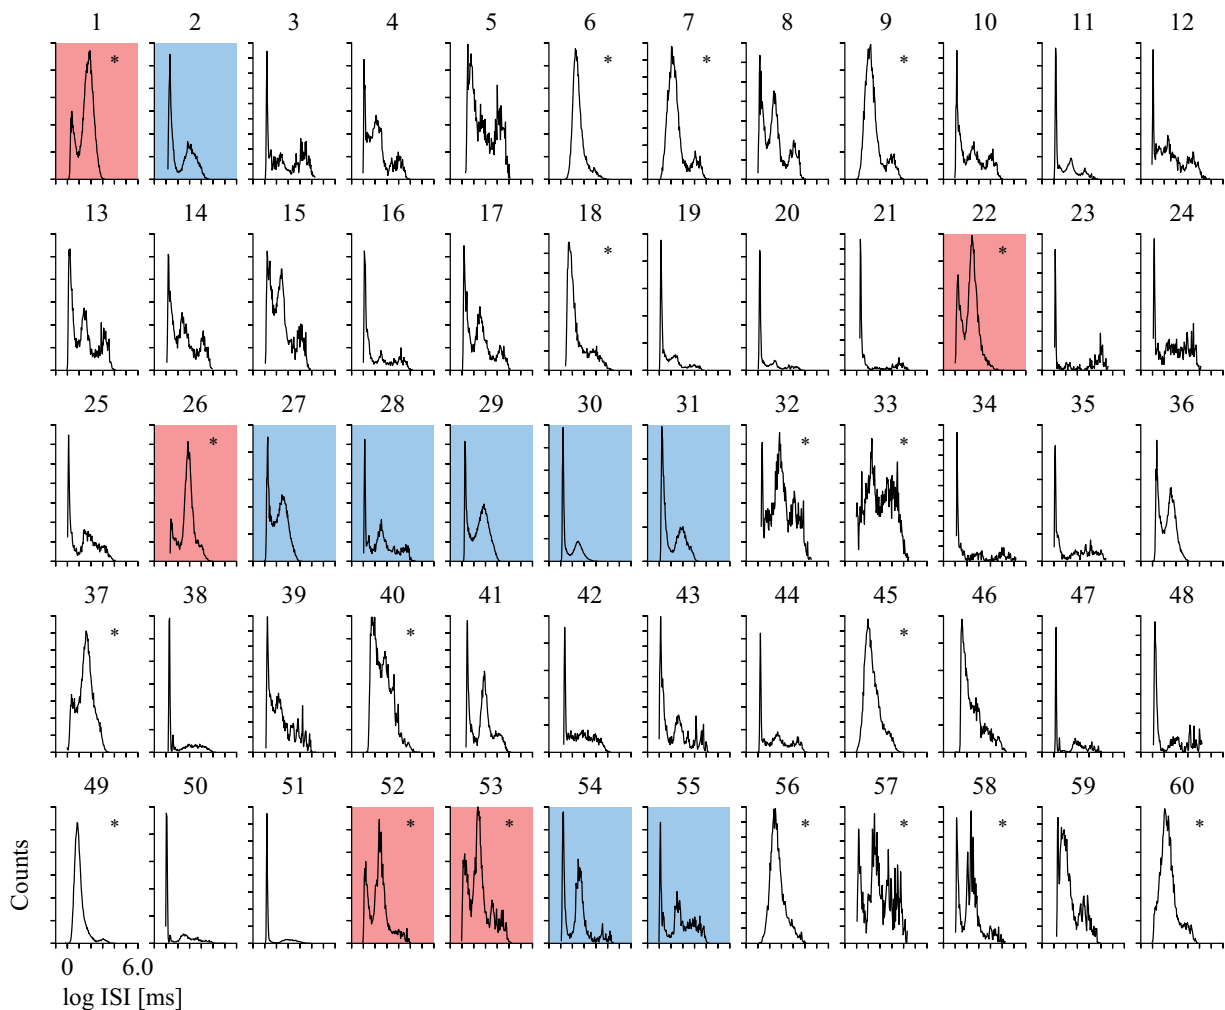 1 2 3 4 5 6 7 8 9 10 11 12
* * * *
13 14 15 16 17 18 19 20 21 22 23 24
* *
25 26 27 28 29 30 31 32 33 34 35 36
* * *
37 38 39 40 41 42 43 44 45 46 47 48
* * *
49 50 51 52 53 54 55 56 57 58 59 60
* * * * * * *
Counts
0 6.0
log ISI [ms]